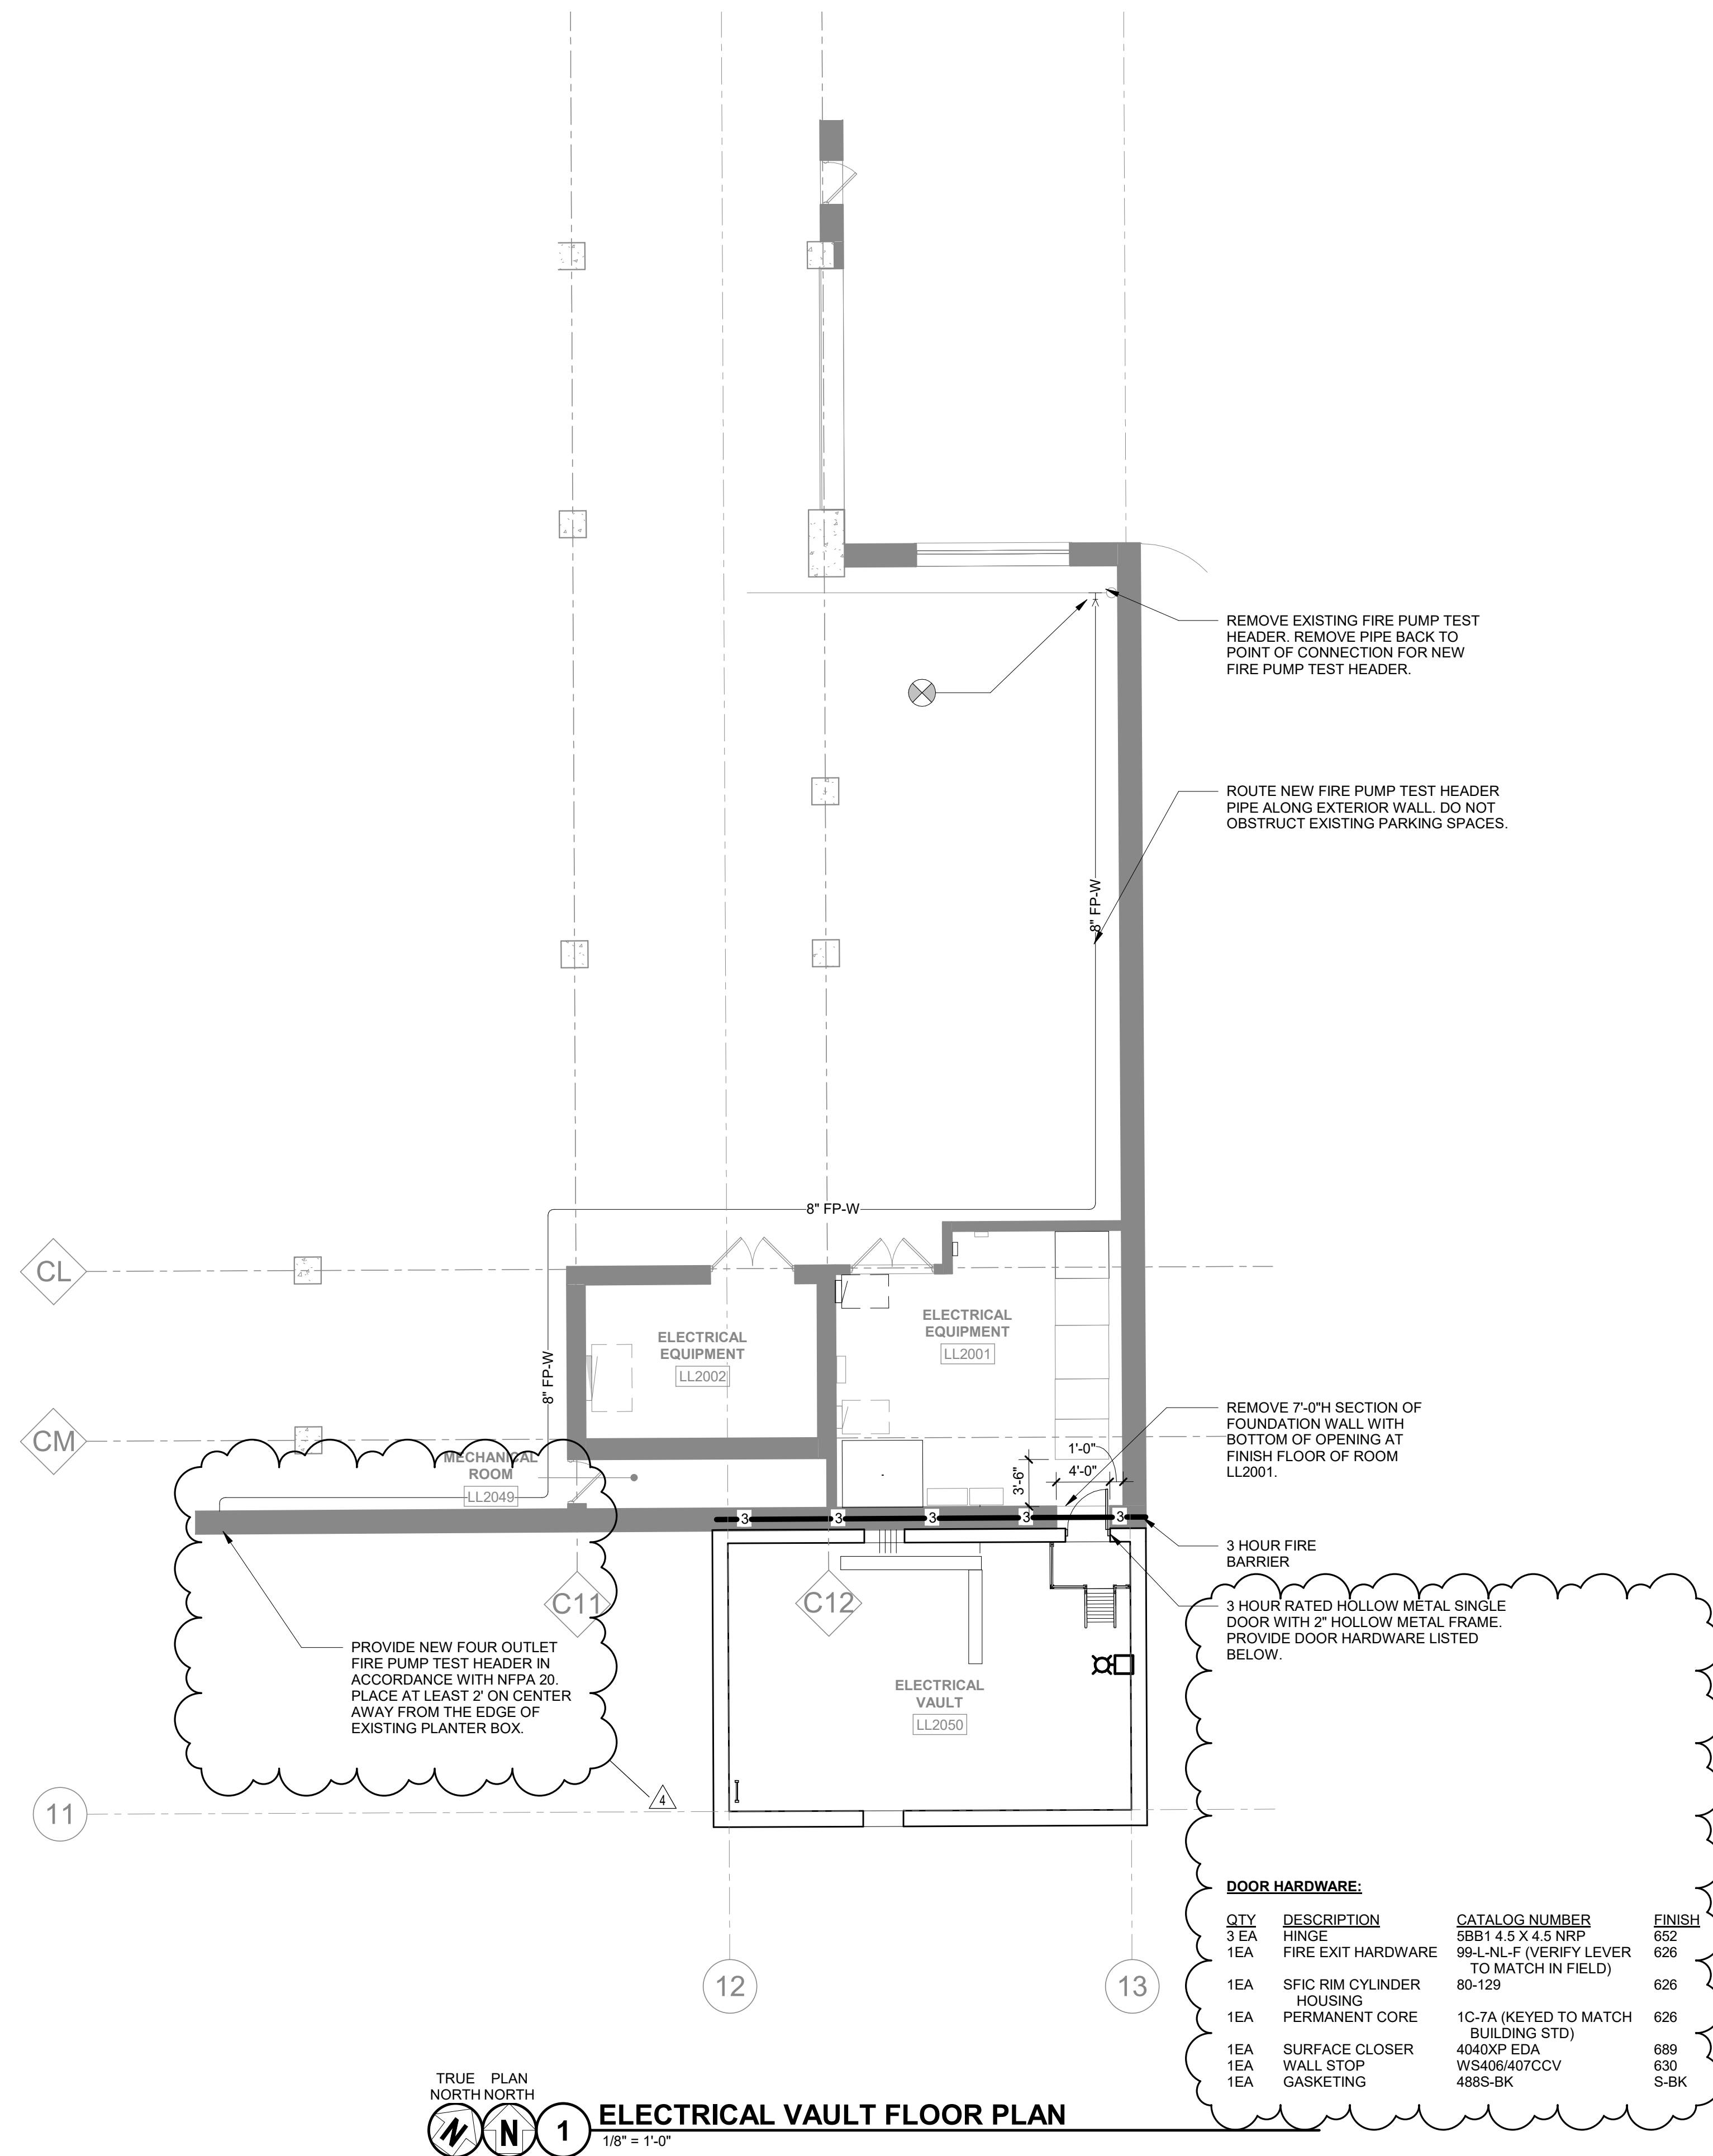 REMOVE EXISTING FIRE PUMP TEST
HEADER. REMOVE PIPE BACK TO
POINT OF CONNECTION FOR NEW
FIRE PUMP TEST HEADER.
ROUTE NEW FIRE PUMP TEST HEADER
PIPE ALONG EXTERIOR WALL. DO NOT
OBSTRUCT EXISTING PARKING SPACES.
8" FP-W
8" FP-W
8" FP-W
CL
CM
ELECTRICAL
EQUIPMENT
LL2002
ELECTRICAL
EQUIPMENT
LL2001
MECHANICAL
ROOM
LL2049
REMOVE 7'-0"H SECTION OF
FOUNDATION WALL WITH
BOTTOM OF OPENING AT
FINISH FLOOR OF ROOM
LL2001.
1'-0"
4'-0"
3'-6"
3
3
3
3
3
3 HOUR FIRE
BARRIER
C11
C12
3 HOUR RATED HOLLOW METAL SINGLE
DOOR WITH 2" HOLLOW METAL FRAME.
PROVIDE DOOR HARDWARE LISTED
BELOW.
PROVIDE NEW FOUR OUTLET
FIRE PUMP TEST HEADER IN
ACCORDANCE WITH NFPA 20.
PLACE AT LEAST 2' ON CENTER
AWAY FROM THE EDGE OF
EXISTING PLANTER BOX.
ELECTRICAL
VAULT
LL2050
4
11
12
13
DOOR HARDWARE:
QTY DESCRIPTION CATALOG NUMBER FINISH
3 EA HINGE 5BB1 4.5 X 4.5 NRP 652
1EA FIRE EXIT HARDWARE 99-L-NL-F (VERIFY LEVER 626
TO MATCH IN FIELD)
1EA SFIC RIM CYLINDER 80-129 626
HOUSING
1EA PERMANENT CORE 1C-7A (KEYED TO MATCH 626
BUILDING STD)
1EA SURFACE CLOSER 4040XP EDA 689
1EA WALL STOP WS406/407CCV 630
1EA GASKETING 488S-BK S-BK
TRUE PLAN
NORTH NORTH
N N 1 ELECTRICAL VAULT FLOOR PLAN
1/8" = 1'-0"